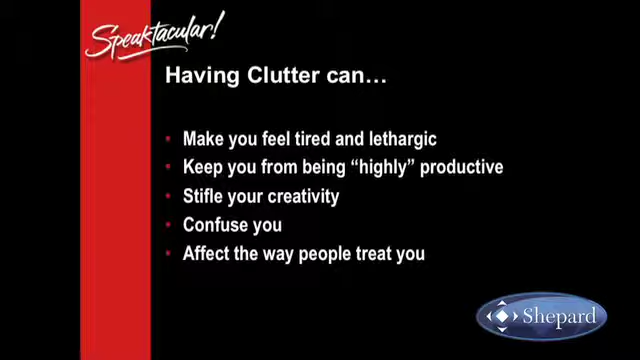 Speaktacular!
Having Clutter can…
• Make you feel tired and lethargic
• Keep you from being “highly” productive
• Stifle your creativity
• Confuse you
• Affect the way people treat you
Shepard